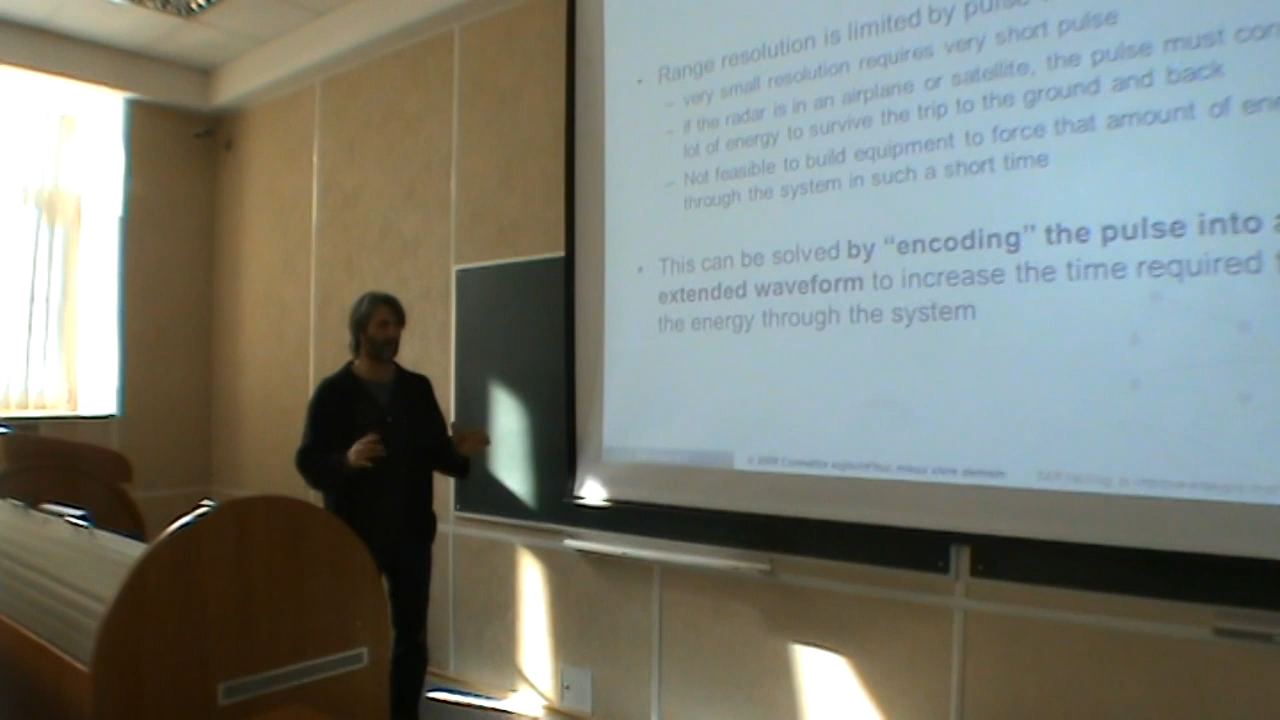 Range resolution is limited by pulse
– very small resolution requires very short pulse
– if the radar is in an airplane or satellite, the pulse must con
lot of energy to survive the trip to the ground and back
– Not feasible to build equipment to force that amount of en
through the system in such a short time
This can be solved by “encoding” the pulse into a
extended waveform to increase the time required
the energy through the system